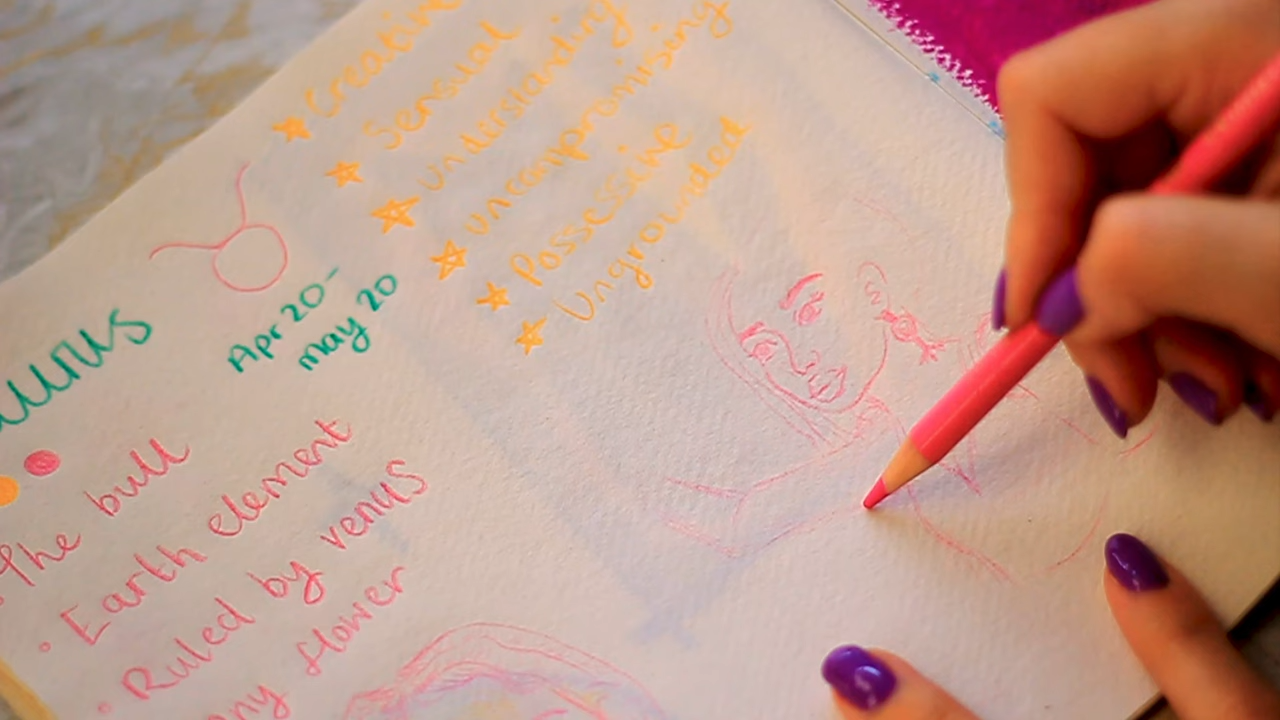 Creative
Sensual
Understanding
uncompromising
Possessive
Ungrounded
Apr 20-
may 20
The bull
Earth element
Ruled by venus
flower